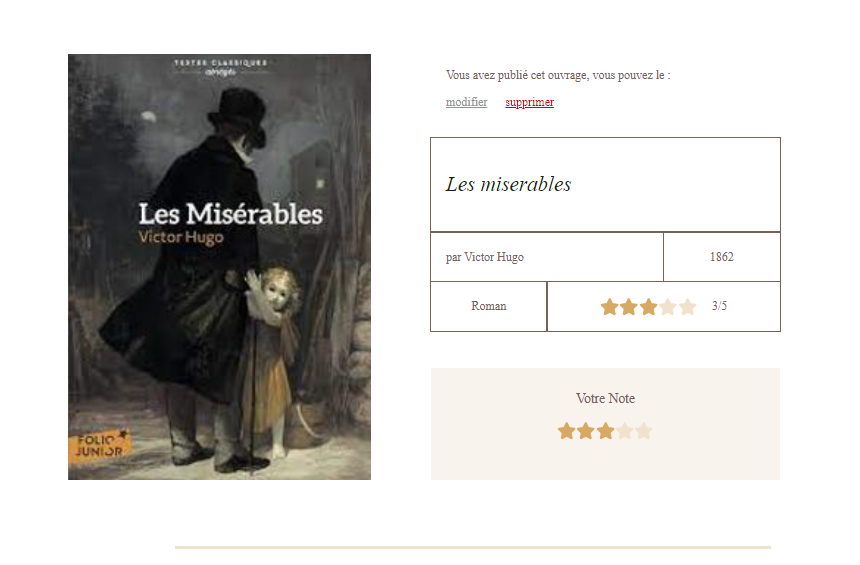 TEXTES CLASSIQUES
abrégés
Les Misérables
Victor Hugo
FOLIO
JUNIOR
Vous avez publié cet ouvrage, vous pouvez le :
modifier supprimer
Les miserables
par Victor Hugo 1862
Roman 3/5
Votre Note